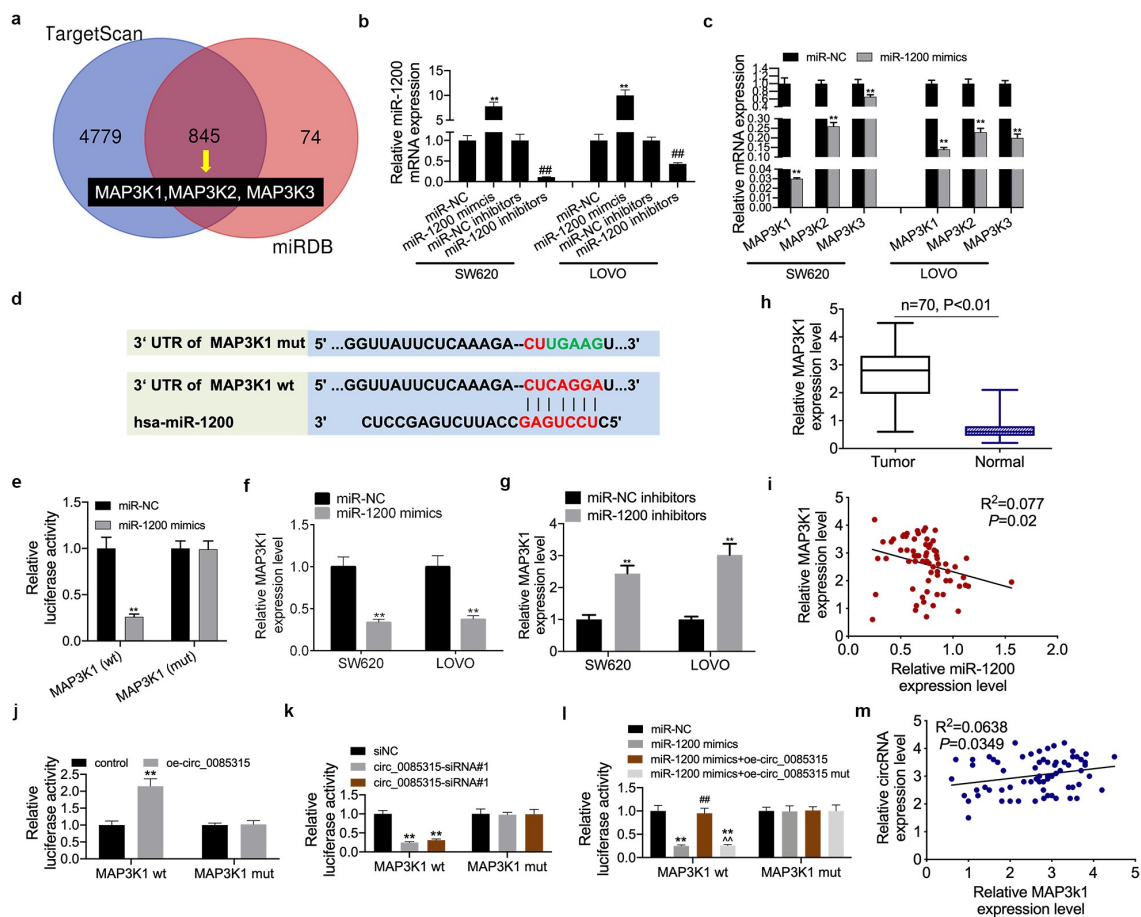 a
TargetScan
4779
845
74
MAP3K1,MAP3K2, MAP3K3
miRDB
b
Relative miR-1200
mRNA expression
15
10
5
1.0
0.5
0.0
**
##
**
##
miR-NC
miR-1200 mimcis
miR-NC inhibitors
miR-1200 inhibitors
miR-NC
miR-1200 mimcis
miR-NC inhibitors
miR-1200 inhibitors
SW620
LOVO
c
miR-NC
miR-1200 mimics
Relative mRNA expression
1.4
1.2
1.0
0.8
0.6
0.4
0.30
0.25
0.20
0.15
0.10
0.04
0.03
0.02
0.01
0.00
**
**
**
**
**
**
MAP3K1
MAP3K2
MAP3K3
MAP3K1
MAP3K2
MAP3K3
SW620
LOVO
d
3' UTR of MAP3K1 mut
5' ...GGUUAUUCUCAAAGA--CUUGAAGU...3'
3' UTR of MAP3K1 wt
5' ...GGUUAUUCUCAAAGA--CUCAGGAU...3'
hsa-miR-1200
3' CUCCGAGUCUUACCGAGUCCUC5'
h
n=70, P<0.01
Relative MAP3K1
expression level
5
4
3
2
1
0
Tumor
Normal
e
miR-NC
miR-1200 mimics
Relative
luciferase activity
1.5
1.0
0.5
0.0
**
MAP3K1 (wt)
MAP3K1 (mut)
f
miR-NC
miR-1200 mimics
Relative MAP3K1
expression level
1.5
1.0
0.5
0.0
**
**
SW620
LOVO
g
miR-NC inhibitors
miR-1200 inhibitors
Relative MAP3K1
expression level
4
3
2
1
0
**
**
SW620
LOVO
i
R2=0.077
P=0.02
Relative MAP3K1
expression level
5
4
3
2
1
0
0.0
0.5
1.0
1.5
2.0
Relative miR-1200
expression level
j
control
oe-circ_0085315
Relative
luciferase activity
2.5
2.0
1.5
1.0
0.5
0.0
**
MAP3K1 wt
MAP3K1 mut
k
siNC
circ_0085315-siRNA#1
circ_0085315-siRNA#1
Relative
luciferase activity
1.5
1.0
0.5
0.0
**
**
MAP3K1 wt
MAP3K1 mut
l
miR-NC
miR-1200 mimics
miR-1200 mimics+oe-circ_0085315
miR-1200 mimics+oe-circ_0085315 mut
Relative
luciferase activity
1.5
1.0
0.5
0.0
**
##
**
^^
MAP3K1 wt
MAP3K1 mut
m
R2=0.0638
P=0.0349
Relative circRNA
expression level
5
4
3
2
1
0
0
1
2
3
4
5
Relative MAP3k1
expression level